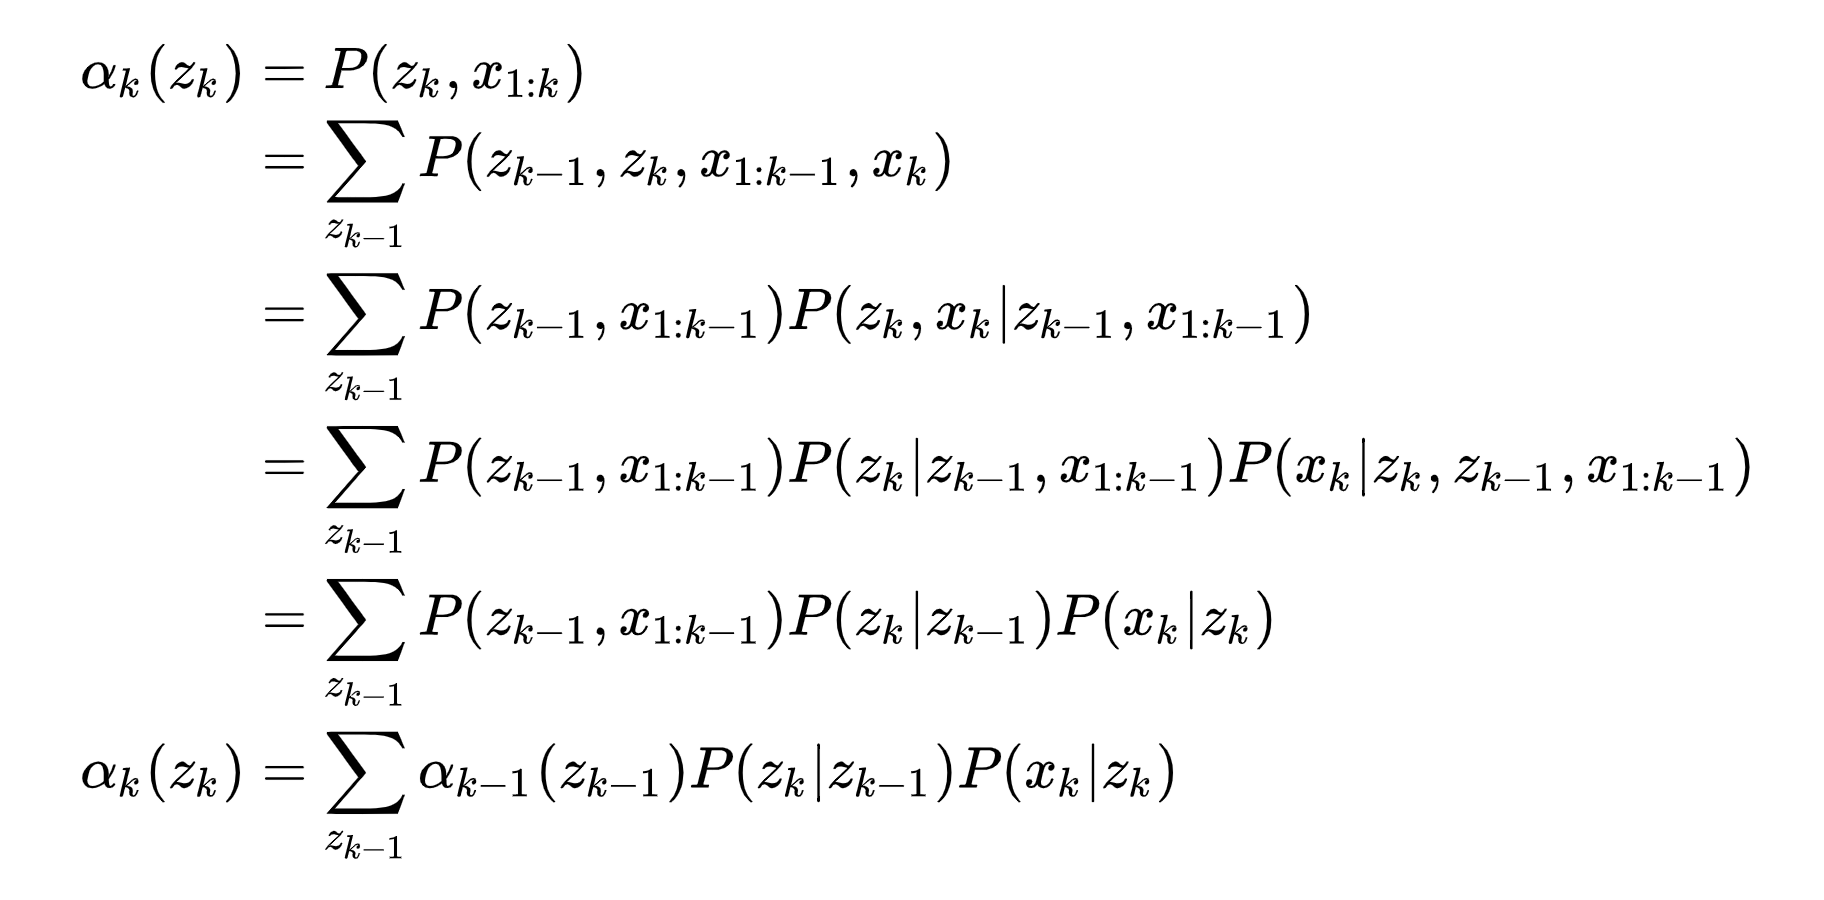 α_k(z_k) = P(z_k, x_{1:k})
= ∑_{z_{k−1}} P(z_{k−1}, z_k, x_{1:k−1}, x_k)
= ∑_{z_{k−1}} P(z_{k−1}, x_{1:k−1})P(z_k, x_k|z_{k−1}, x_{1:k−1})
= ∑_{z_{k−1}} P(z_{k−1}, x_{1:k−1})P(z_k|z_{k−1}, x_{1:k−1})P(x_k|z_k, z_{k−1}, x_{1:k−1})
= ∑_{z_{k−1}} P(z_{k−1}, x_{1:k−1})P(z_k|z_{k−1})P(x_k|z_k)
α_k(z_k) = ∑_{z_{k−1}} α_{k−1}(z_{k−1})P(z_k|z_{k−1})P(x_k|z_k)